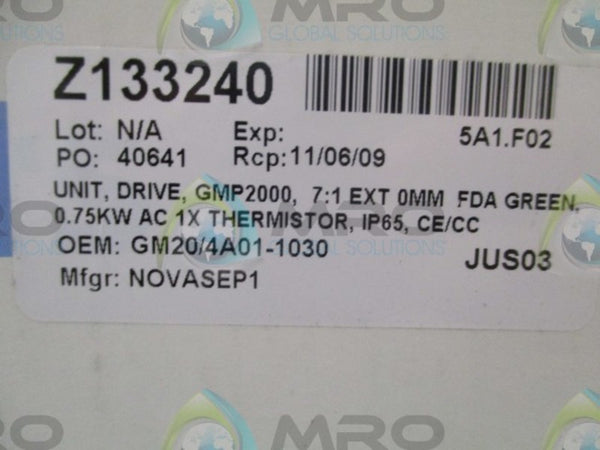 MRO
GLOBAL SOLUTIONS
Z133240
Lot: N/A Exp: 5A1.F02
PO: 40641 Rcp:11/06/09
UNIT, DRIVE, GMP2000, 7:1 EXT 0MM FDA GREEN,
0.75KW AC 1X THERMISTOR, IP65, CE/CC
OEM: GM20/4A01-1030 JUS03
Mfgr: NOVASEP1
MRO